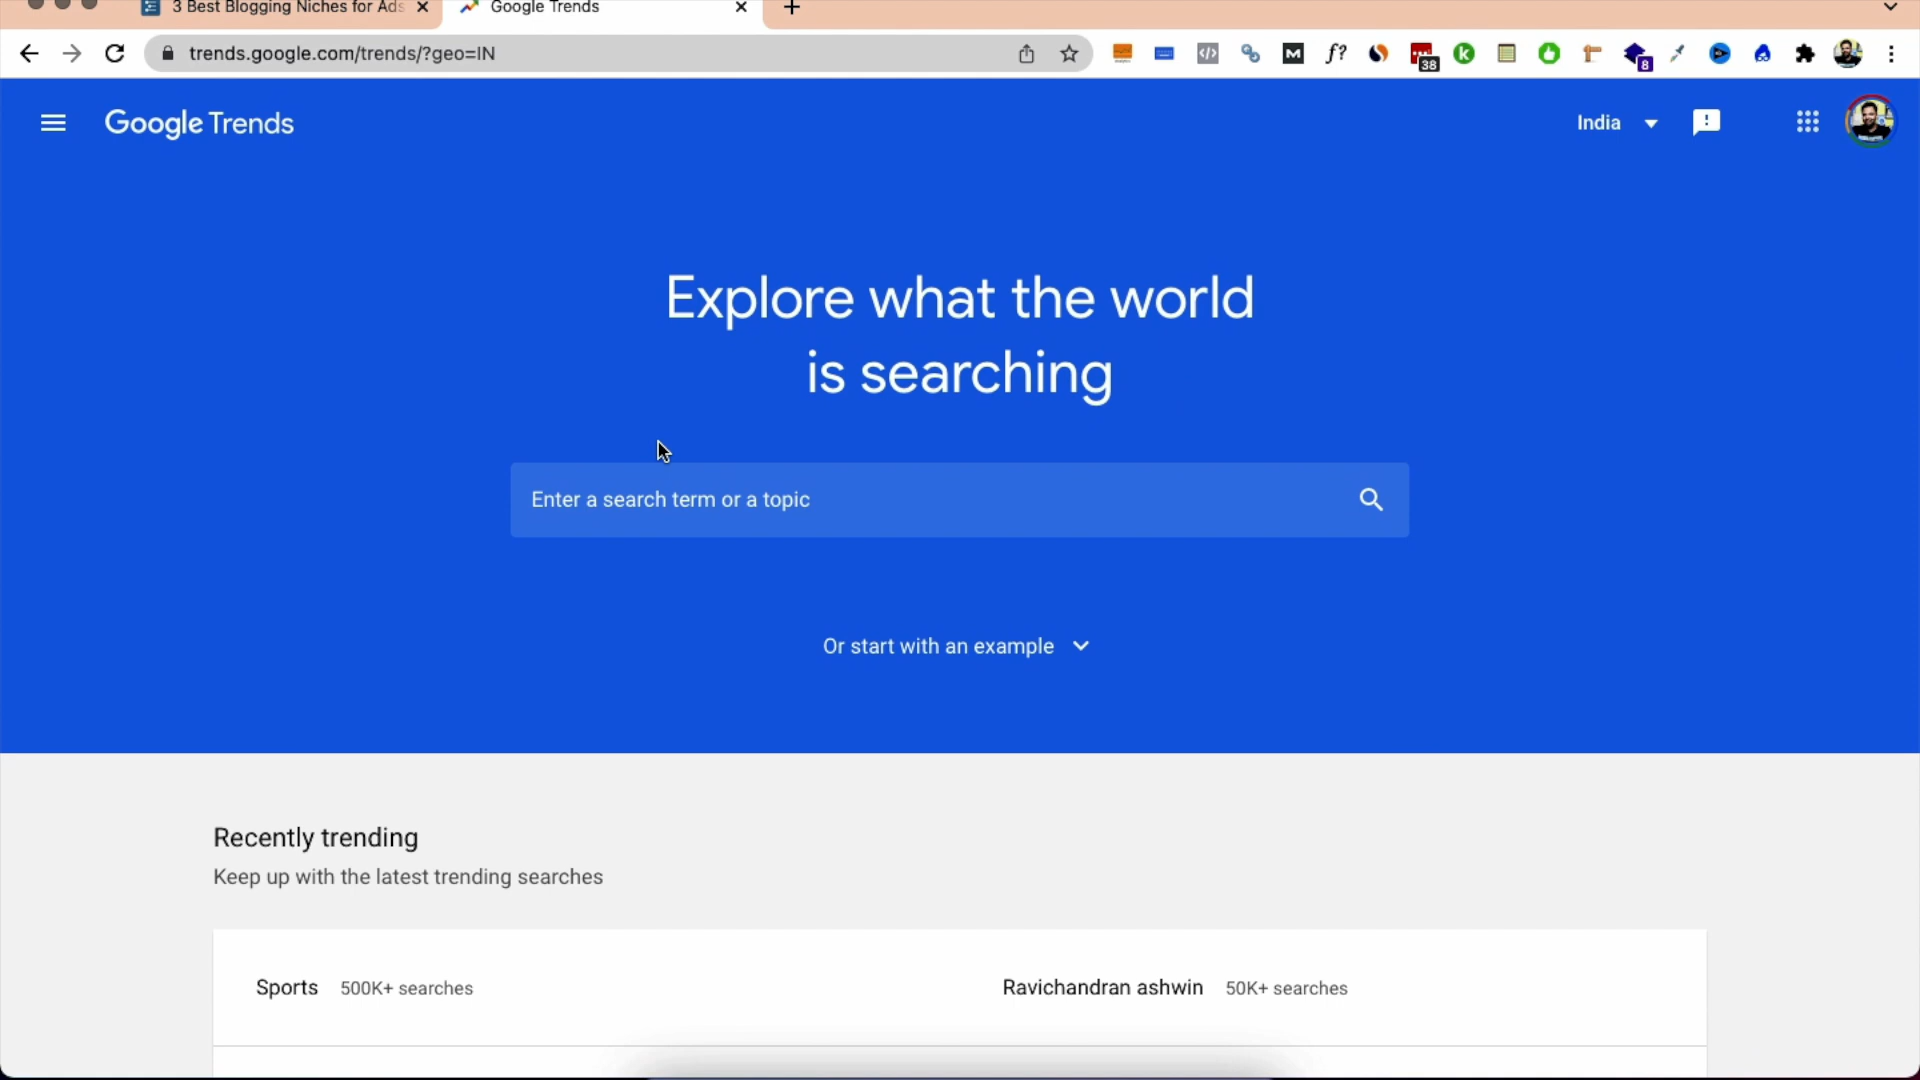 3 Best Blogging Niches for Ads
Google Trends
trends.google.com/trends/?geo=IN
38
8
Google Trends
India
Explore what the world
is searching
Enter a search term or a topic
Or start with an example
Recently trending
Keep up with the latest trending searches
Sports 500K+ searches
Ravichandran ashwin 50K+ searches